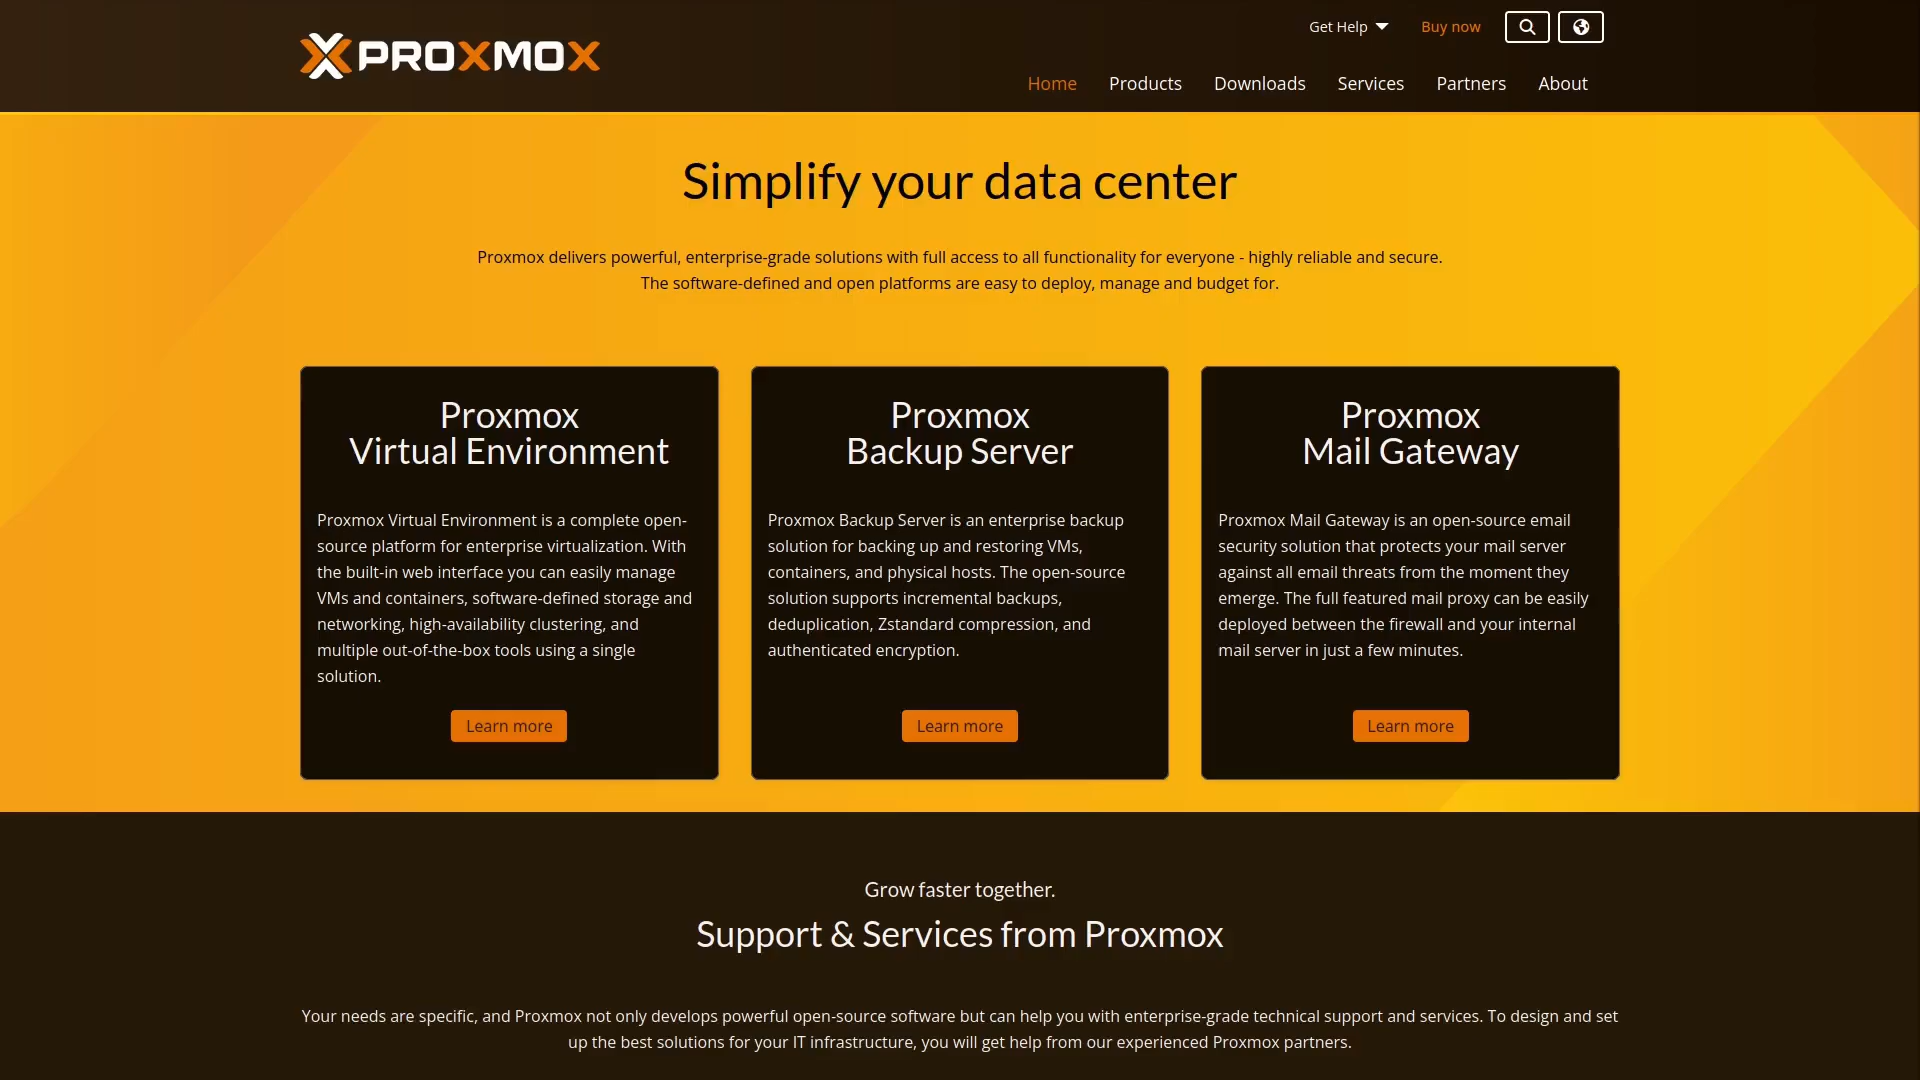 Get Help
Buy now
PROXMOX
Home
Products
Downloads
Services
Partners
About
Simplify your data center
Proxmox delivers powerful, enterprise-grade solutions with full access to all functionality for everyone - highly reliable and secure.
The software-defined and open platforms are easy to deploy, manage and budget for.
Proxmox
Virtual Environment
Proxmox Virtual Environment is a complete open-
source platform for enterprise virtualization. With
the built-in web interface you can easily manage
VMs and containers, software-defined storage and
networking, high-availability clustering, and
multiple out-of-the-box tools using a single
solution.
Learn more
Proxmox
Backup Server
Proxmox Backup Server is an enterprise backup
solution for backing up and restoring VMs,
containers, and physical hosts. The open-source
solution supports incremental backups,
deduplication, Zstandard compression, and
authenticated encryption.
Learn more
Proxmox
Mail Gateway
Proxmox Mail Gateway is an open-source email
security solution that protects your mail server
against all email threats from the moment they
emerge. The full featured mail proxy can be easily
deployed between the firewall and your internal
mail server in just a few minutes.
Learn more
Grow faster together.
Support & Services from Proxmox
Your needs are specific, and Proxmox not only develops powerful open-source software but can help you with enterprise-grade technical support and services. To design and set
up the best solutions for your IT infrastructure, you will get help from our experienced Proxmox partners.